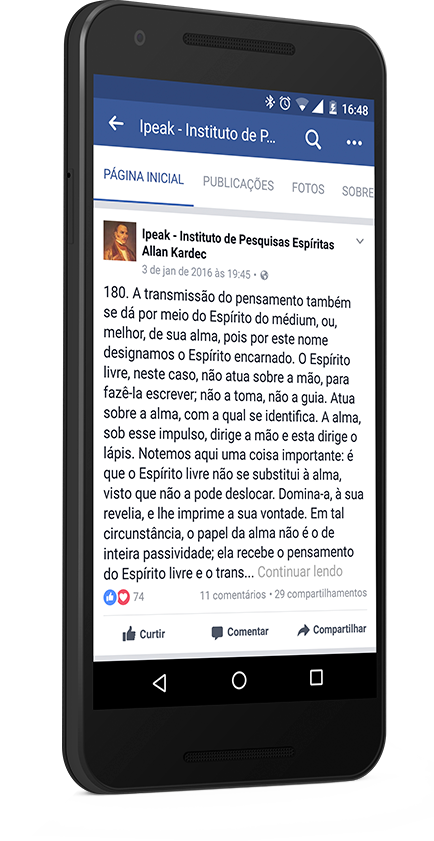 16:48
Ipeak - Instituto de P...
PÁGINA INICIAL PUBLICAÇÕES FOTOS SOBRE
Ipeak - Instituto de Pesquisas Espíritas
Allan Kardec
3 de jan de 2016 às 19:45 •
180. A transmissão do pensamento também
se dá por meio do Espírito do médium, ou,
melhor, de sua alma, pois por este nome
designamos o Espírito encarnado. O Espírito
livre, neste caso, não atua sobre a mão, para
fazê-la escrever; não a toma, não a guia. Atua
sobre a alma, com a qual se identifica. A alma,
sob esse impulso, dirige a mão e esta dirige o
lápis. Notemos aqui uma coisa importante: é
que o Espírito livre não se substitui à alma,
visto que não a pode deslocar. Domina-a, à sua
revelia, e lhe imprime a sua vontade. Em tal
circunstância, o papel da alma não é o de
inteira passividade; ela recebe o pensamento
do Espírito livre e o trans... Continuar lendo
74 11 comentários • 29 compartilhamentos
Curtir Comentar Compartilhar